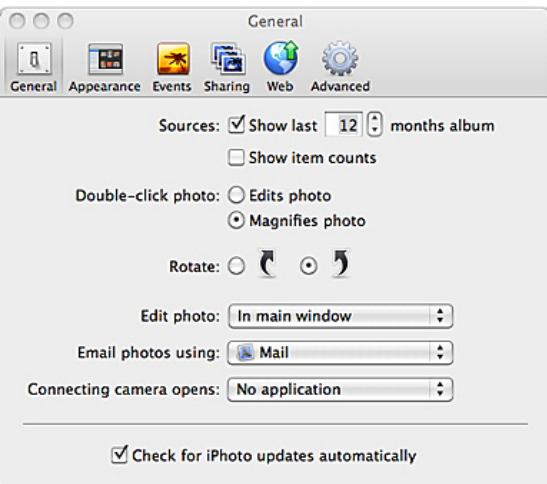 General
General Appearance Events Sharing Web Advanced
Sources: Show last 12 months album
Show item counts
Double-click photo: Edits photo
Magnifies photo
Rotate:
Edit photo: In main window
Email photos using: Mail
Connecting camera opens: No application
Check for iPhoto updates automatically